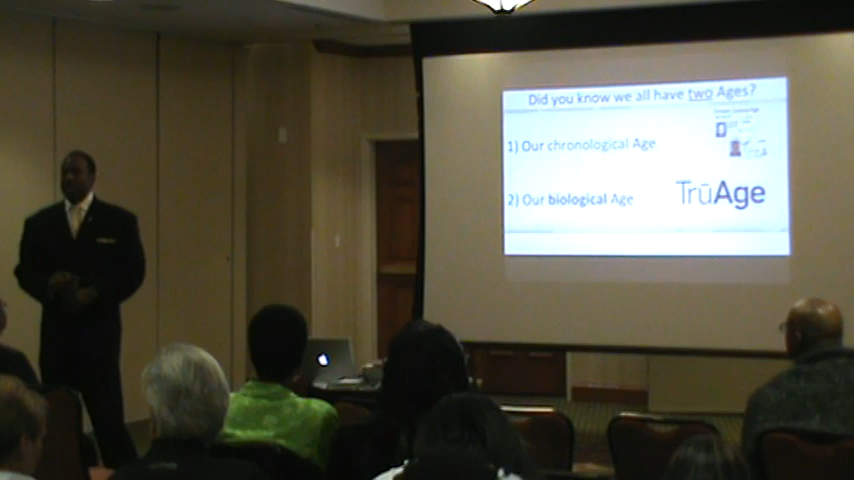 Did you know we all have two Ages?
1) Our chronological Age
2) Our biological Age
TrūAge